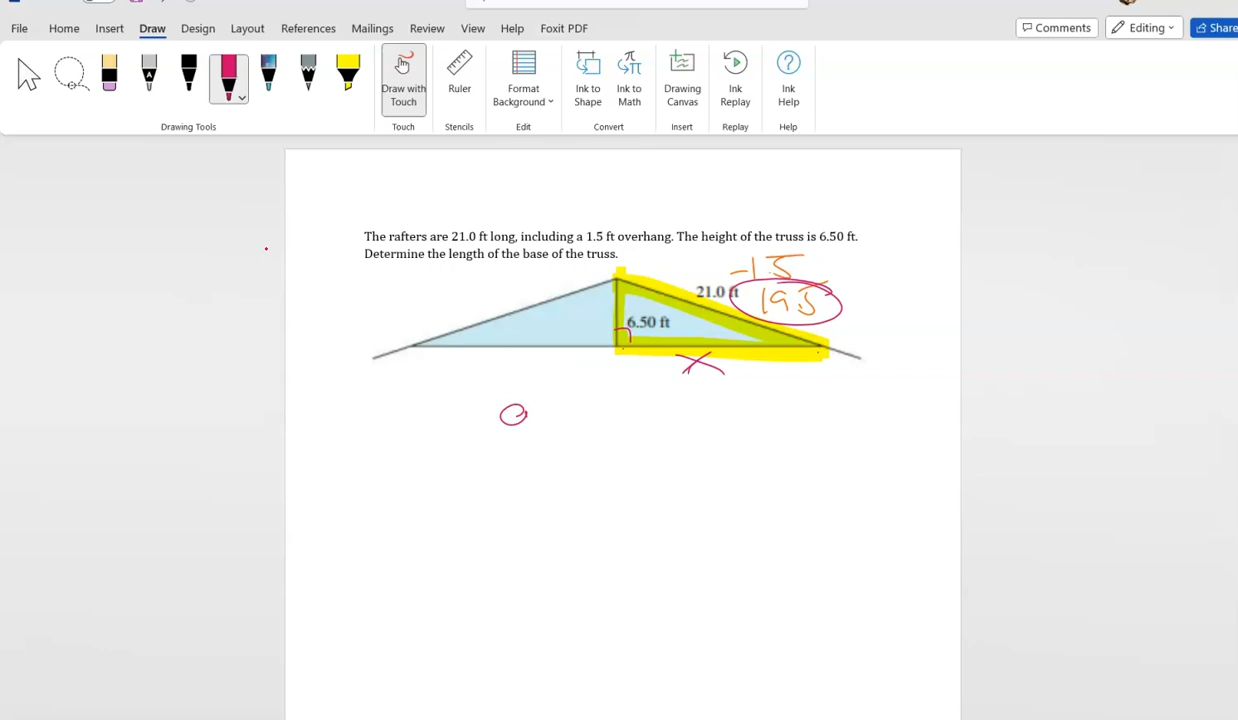 File Home Insert Draw Design Layout References Mailings Review View Help Foxit PDF Comments Editing Share
A
Draw with Touch
Ruler
Format Background
Ink to Shape
Ink to Math
Drawing Canvas
Ink Replay
Ink Help
Drawing Tools Touch Stencils Edit Convert Insert Replay Help
The rafters are 21.0 ft long, including a 1.5 ft overhang. The height of the truss is 6.50 ft.
Determine the length of the base of the truss.
-1.5
21.0 ft
19.5
6.50 ft
x